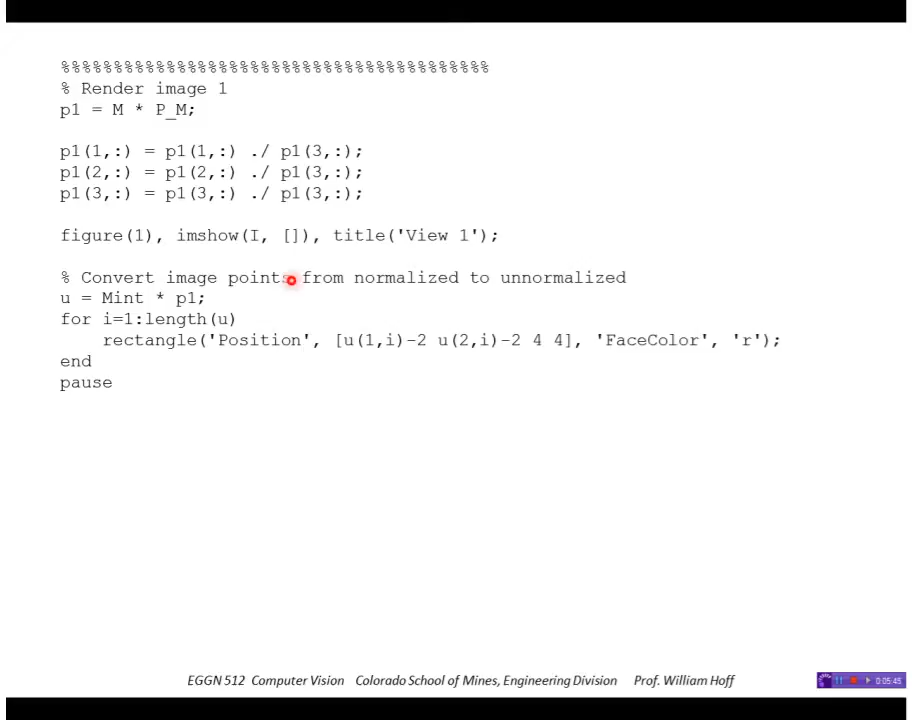 %%%%%%%%%%%%%%%%%%%%%%%%%%%%%%%%%%%%%%%%%
% Render image 1
p1 = M * P_M;
p1(1,:) = p1(1,:) ./ p1(3,:);
p1(2,:) = p1(2,:) ./ p1(3,:);
p1(3,:) = p1(3,:) ./ p1(3,:);
figure(1), imshow(I, []), title('View 1');
% Convert image points from normalized to unnormalized
u = Mint * p1;
for i=1:length(u)
    rectangle('Position', [u(1,i)-2 u(2,i)-2 4 4], 'FaceColor', 'r');
end
pause
EGGN 512 Computer Vision Colorado School of Mines, Engineering Division Prof. William Hoff
0:05:45